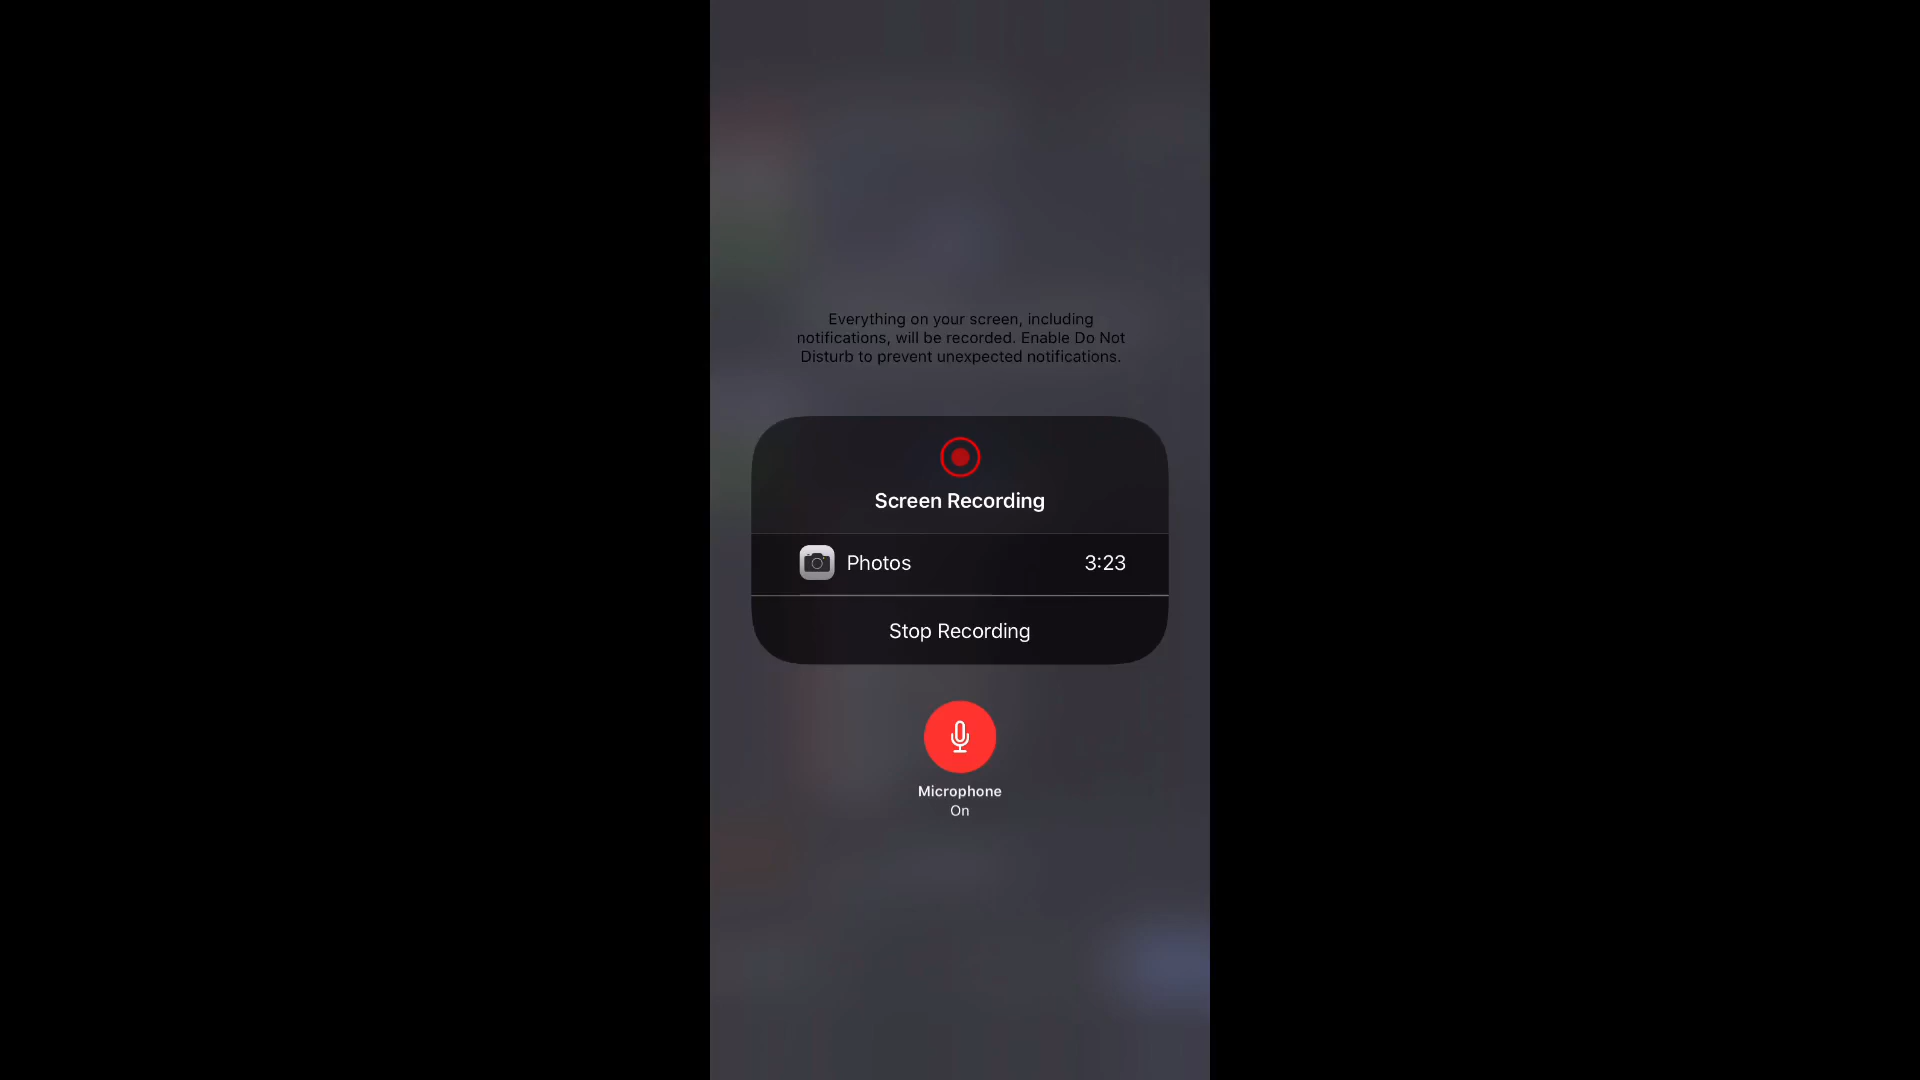 Everything on your screen, including
notifications, will be recorded. Enable Do Not
Disturb to prevent unexpected notifications.
Screen Recording
Photos 3:23
Stop Recording
Microphone
On